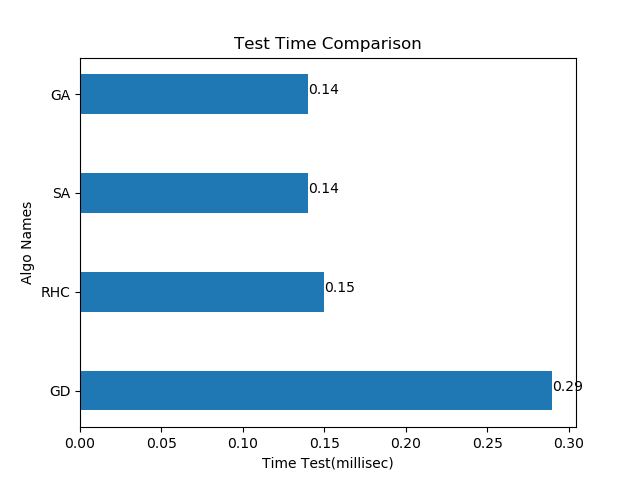 Test Time Comparison
GA
0.14
SA
0.14
Algo Names
RHC
0.15
GD
0.29
0.00 0.05 0.10 0.15 0.20 0.25 0.30
Time Test(millisec)